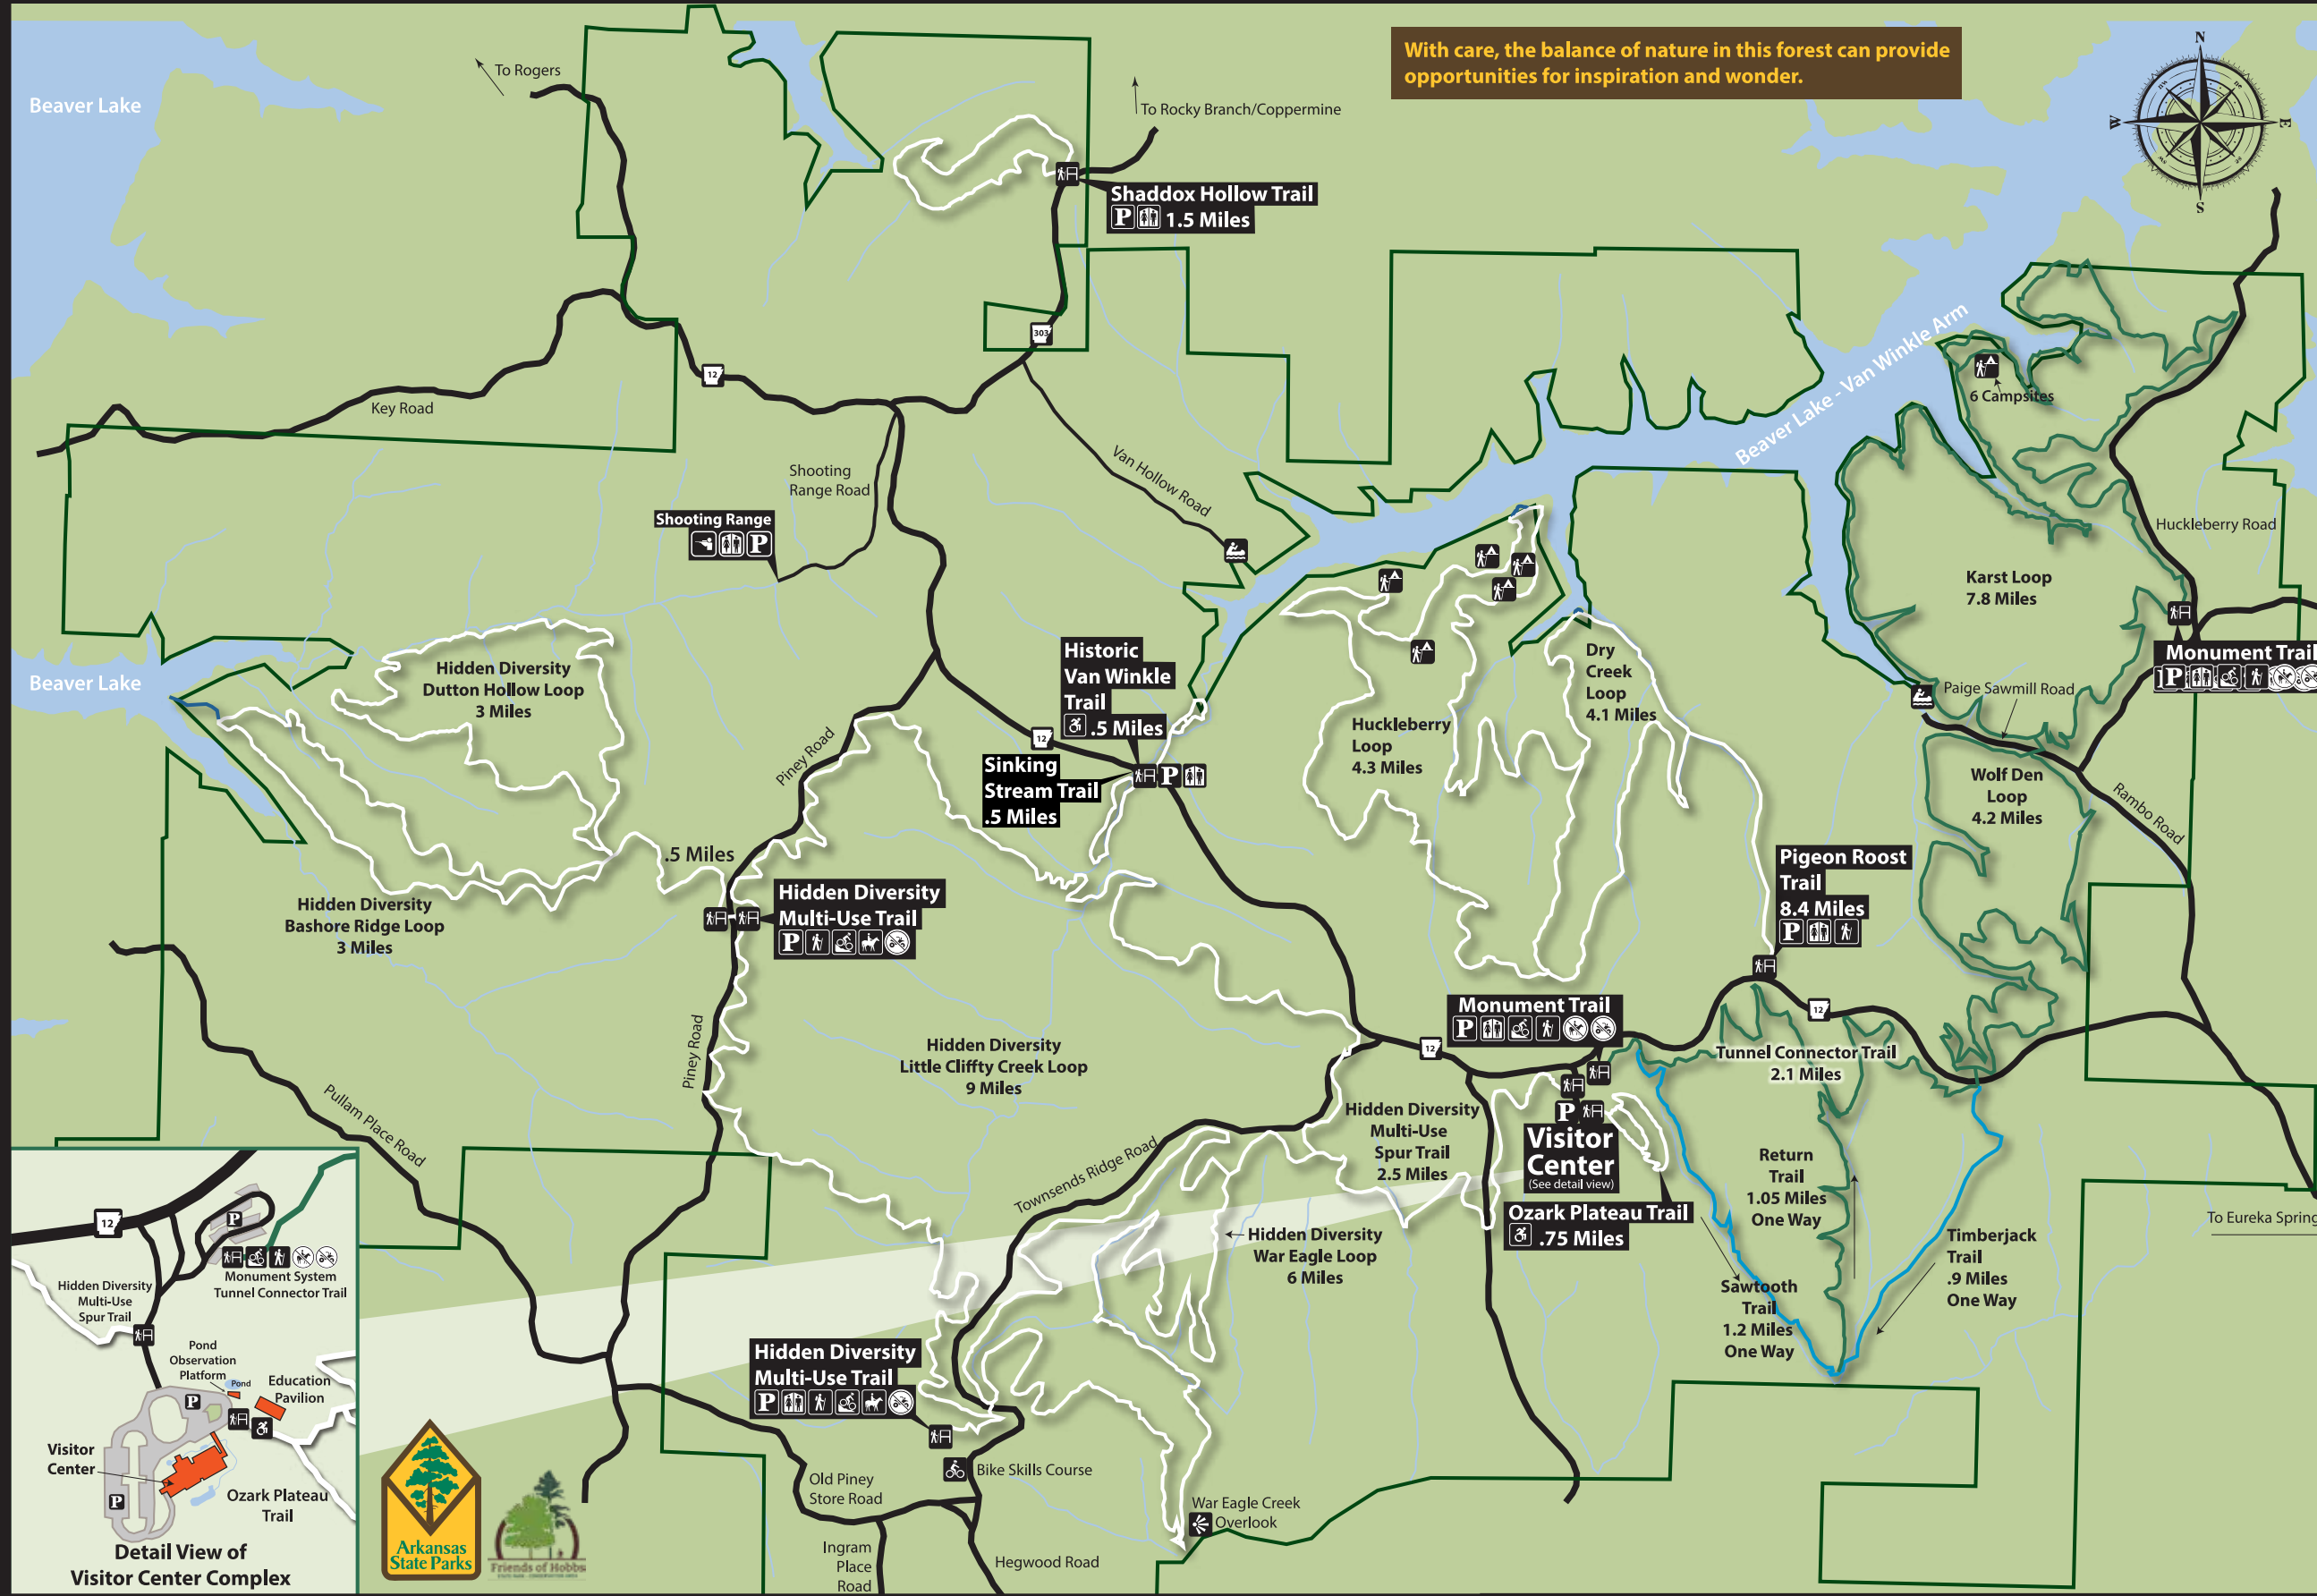 With care, the balance of nature in this forest can provide
opportunities for inspiration and wonder.
N
W
E
S
Beaver Lake
To Rogers
To Rocky Branch/Coppermine
Shaddox Hollow Trail
P 1.5 Miles
303
12
Key Road
Shooting
Range Road
Shooting Range
P
Van Hollow Road
Beaver Lake - Van Winkle Arm
6 Campsites
Huckleberry Road
Karst Loop
7.8 Miles
Monument Trail
P
Paige Sawmill Road
Wolf Den
Loop
4.2 Miles
Rambo Road
Beaver Lake
Hidden Diversity
Dutton Hollow Loop
3 Miles
Historic
Van Winkle
Trail
.5 Miles
12
Sinking
Stream Trail
.5 Miles
P
Dry
Creek
Loop
4.1 Miles
Huckleberry
Loop
4.3 Miles
Piney Road
.5 Miles
Hidden Diversity
Multi-Use Trail
P
Hidden Diversity
Bashore Ridge Loop
3 Miles
Pigeon Roost
Trail
8.4 Miles
P
12
Monument Trail
P
12
Tunnel Connector Trail
2.1 Miles
Hidden Diversity
Little Cliffty Creek Loop
9 Miles
Piney Road
Pullam Place Road
Townsends Ridge Road
Hidden Diversity
Multi-Use
Spur Trail
2.5 Miles
P
Visitor
Center
(See detail view)
Ozark Plateau Trail
.75 Miles
Return
Trail
1.05 Miles
One Way
Timberjack
Trail
.9 Miles
One Way
Sawtooth
Trail
1.2 Miles
One Way
To Eureka Spring
Hidden Diversity
War Eagle Loop
6 Miles
Hidden Diversity
Multi-Use Trail
P
Bike Skills Course
Old Piney
Store Road
War Eagle Creek
Overlook
Ingram
Place
Road
Hegwood Road
12
P
Monument System
Tunnel Connector Trail
Hidden Diversity
Multi-Use
Spur Trail
Pond
Observation
Platform
Pond
Education
Pavilion
P
Visitor
Center
P
Ozark Plateau
Trail
Detail View of
Visitor Center Complex
Arkansas
State Parks
Friends of Hobbs